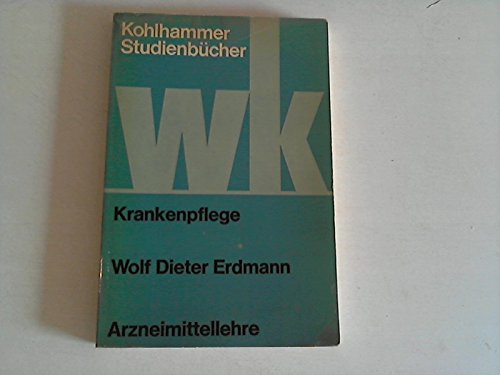 Kohlhammer
Studienbücher
wk
Krankenpflege
Wolf Dieter Erdmann
Arzneimittellehre